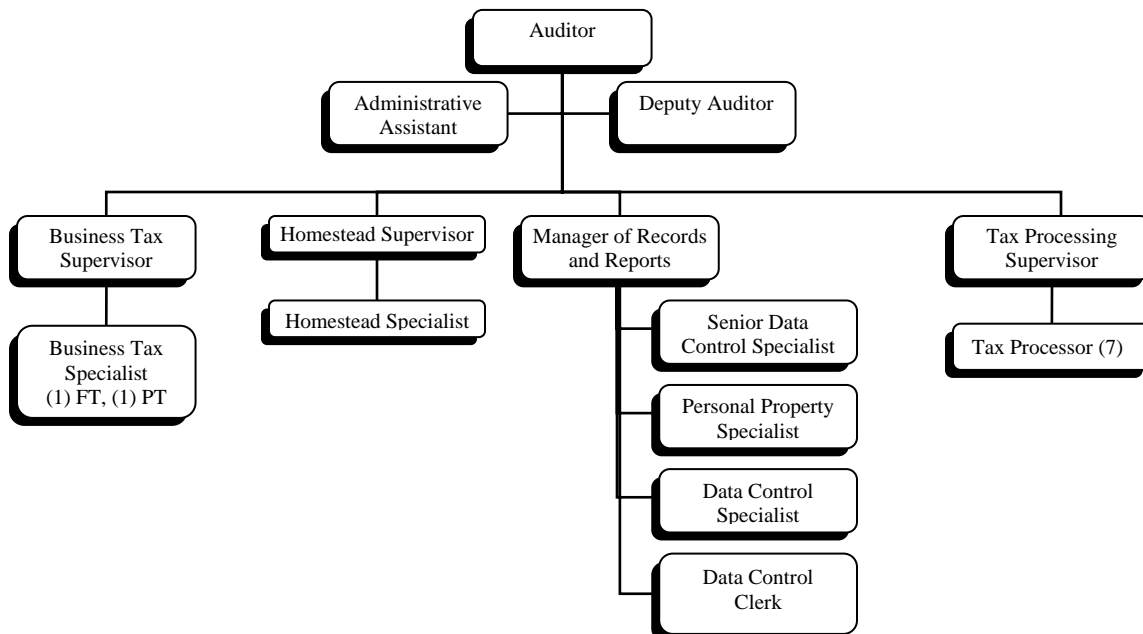 Auditor
Administrative
Assistant
Deputy Auditor
Business Tax
Supervisor
Homestead Supervisor
Manager of Records
and Reports
Tax Processing
Supervisor
Business Tax
Specialist
(1) FT, (1) PT
Homestead Specialist
Senior Data
Control Specialist
Personal Property
Specialist
Data Control
Specialist
Data Control
Clerk
Tax Processor (7)